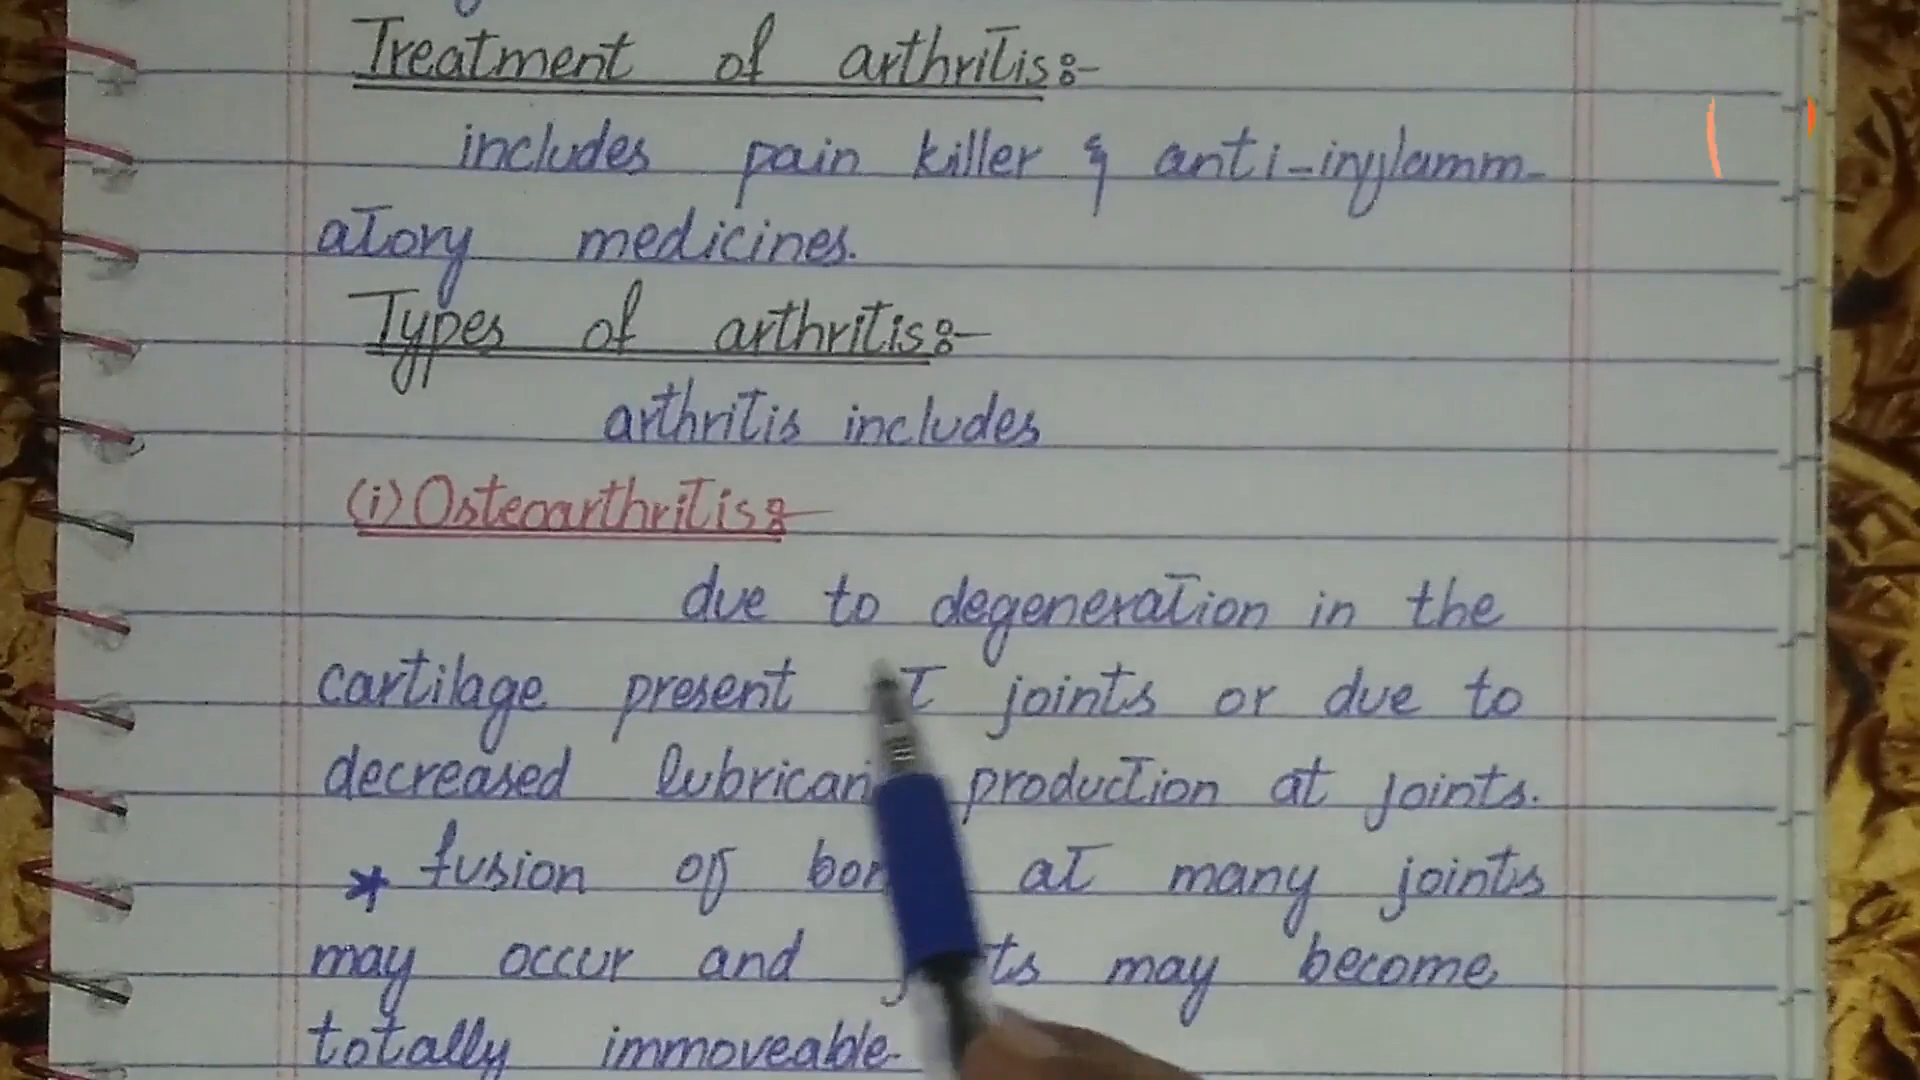 Treatment of arthritis:-
includes pain killer & anti-inflamm-
atory medicines.
Types of arthritis:-
arthritis includes
(i) Osteoarthritis:-
due to degeneration in the
cartilage present at joints or due to
decreased lubricant production at joints.
* fusion of at many joints
may occur and may become
totally immoveable.